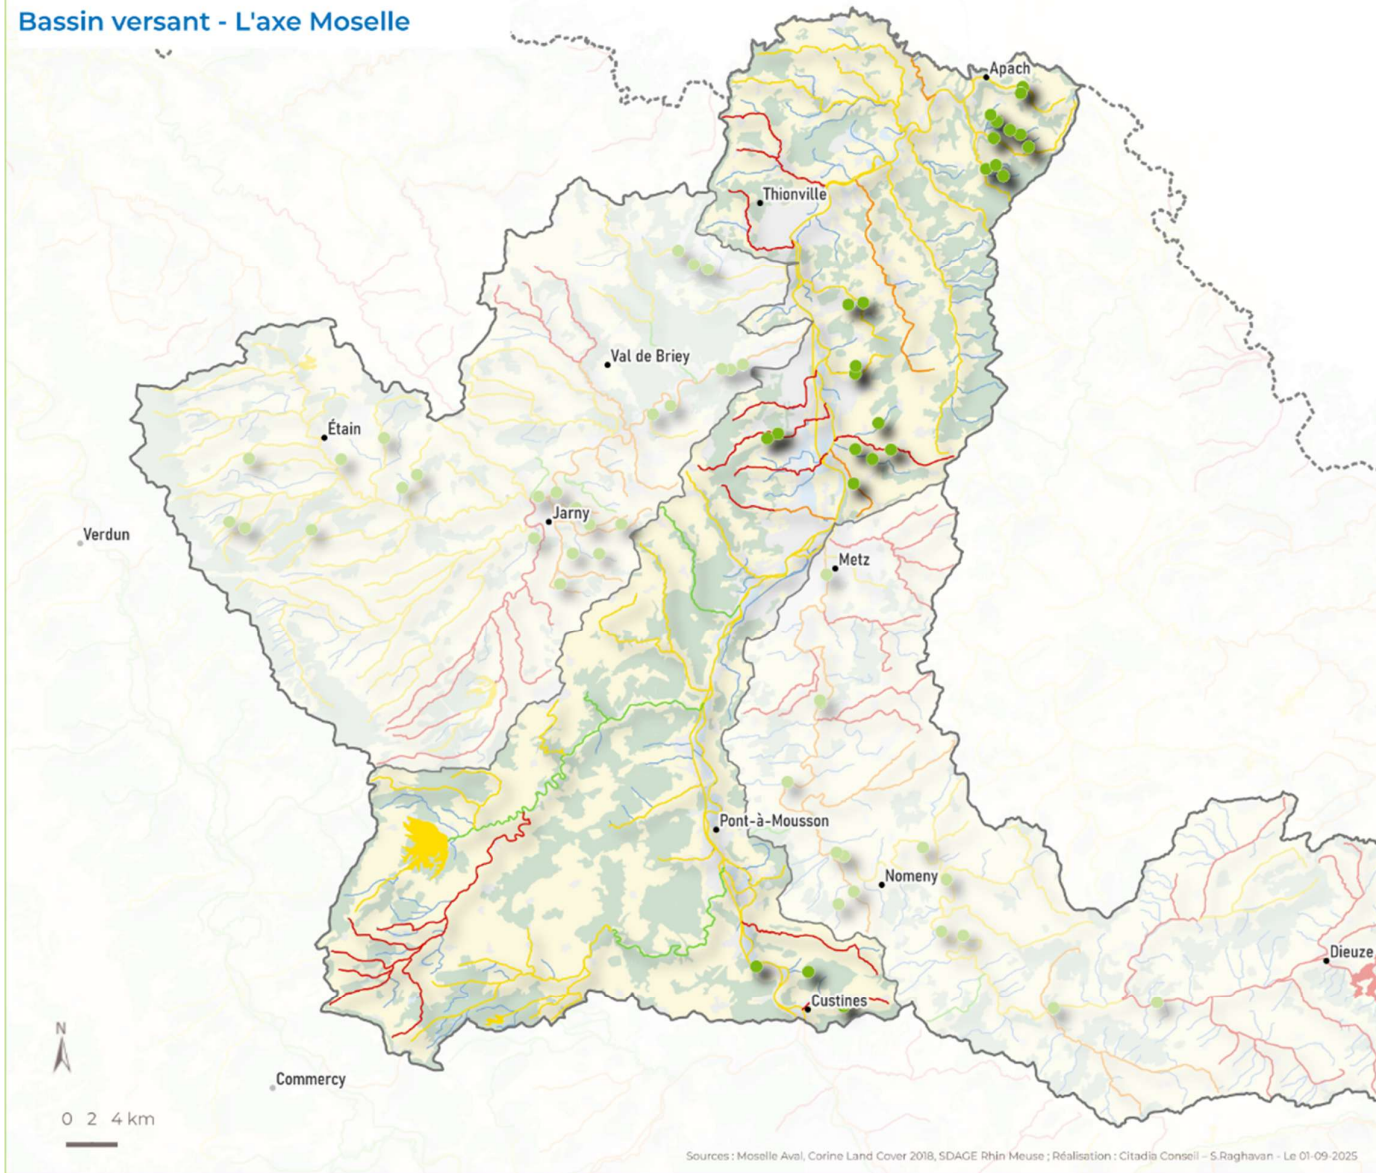 Bassin versant - L'axe Moselle
Apach
Thionville
Val de Briey
Étain
Jarny
Verdun
Metz
Pont-à-Mousson
Nomeny
Dieuze
Custines
N
Commercy
0 2 4 km
Sources : Moselle Aval, Corine Land Cover 2018, SDAGE Rhin Meuse ; Réalisation : Citadia Conseil - S.Raghavan - Le 01-09-2025